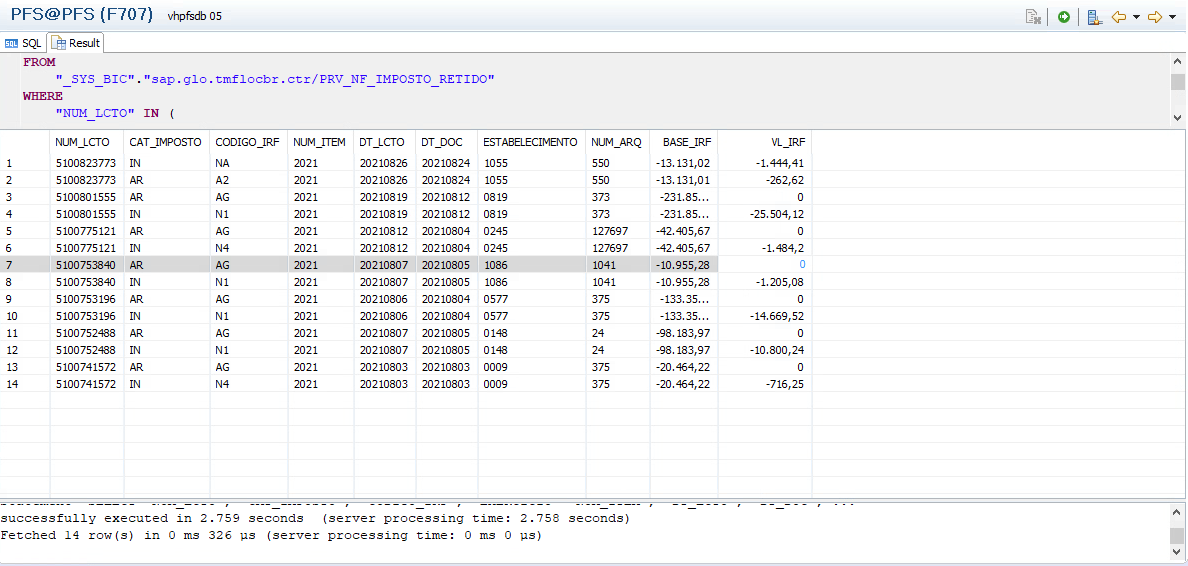 PFS@PFS (F707) vhpfsdb 05
SQL Result
FROM
"_SYS_BIC"."sap.glo.tmflocbr.ctr/PRV_NF_IMPOSTO_RETIDO"
WHERE
"NUM_LCTO" IN (
NUM_LCTO CAT_IMPOSTO CODIGO_IRF NUM_ITEM DT_LCTO DT_DOC ESTABELECIMENTO NUM_ARQ BASE_IRF VL_IRF
1 5100823773 IN NA 2021 20210826 20210824 1055 550 -13.131,02 -1.444,41
2 5100823773 AR A2 2021 20210826 20210824 1055 550 -13.131,01 -262,62
3 5100801555 AR AG 2021 20210819 20210812 0819 373 -231.85... 0
4 5100801555 IN N1 2021 20210819 20210812 0819 373 -231.85... -25.504,12
5 5100775121 AR AG 2021 20210812 20210804 0245 127697 -42.405,67 0
6 5100775121 IN N4 2021 20210812 20210804 0245 127697 -42.405,67 -1.484,2
7 5100753840 AR AG 2021 20210807 20210805 1086 1041 -10.955,28 0
8 5100753840 IN N1 2021 20210807 20210805 1086 1041 -10.955,28 -1.205,08
9 5100753196 AR AG 2021 20210806 20210804 0577 375 -133.35... 0
10 5100753196 IN N1 2021 20210806 20210804 0577 375 -133.35... -14.669,52
11 5100752488 AR AG 2021 20210807 20210805 0148 24 -98.183,97 0
12 5100752488 IN N1 2021 20210807 20210805 0148 24 -98.183,97 -10.800,24
13 5100741572 AR AG 2021 20210803 20210803 0009 375 -20.464,22 0
14 5100741572 IN N4 2021 20210803 20210803 0009 375 -20.464,22 -716,25
successfully executed in 2.759 seconds (server processing time: 2.758 seconds)
Fetched 14 row(s) in 0 ms 326 µs (server processing time: 0 ms 0 µs)